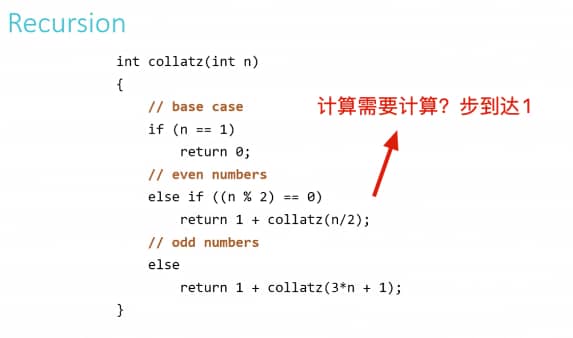 Recursion
int collatz(int n)
{
// base case
计算需要计算？步到达1
if (n == 1)
return 0;
// even numbers
else if ((n % 2) == 0)
return 1 + collatz(n/2);
// odd numbers
else
return 1 + collatz(3*n + 1);
}